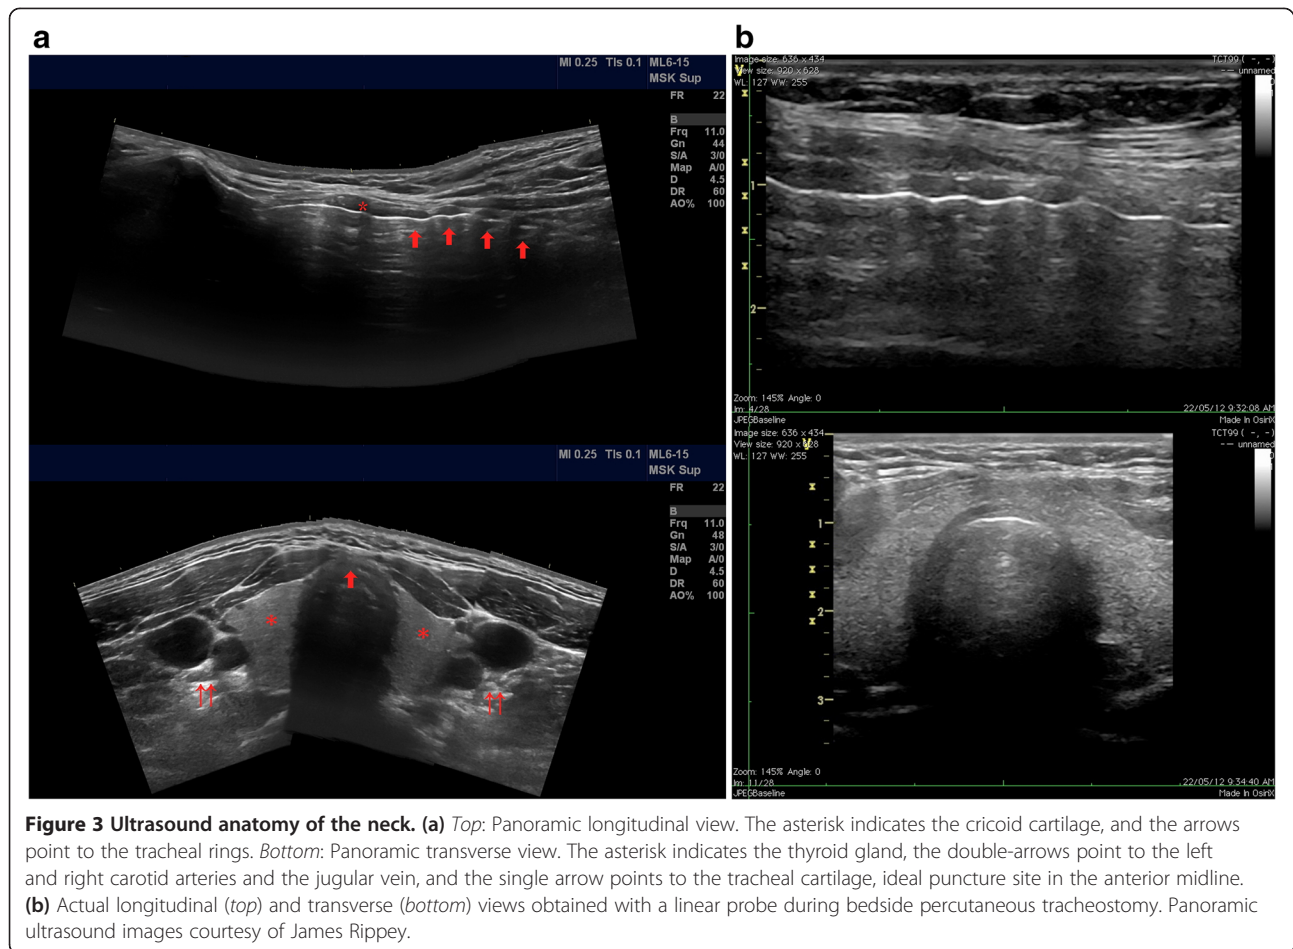 a
b
MI 0.25 TIs 0.1 ML6-15
MSK Sup
FR 22
B
Frq 11.0
Gn 44
S/A 3/0
Map A/0
D 4.5
DR 60
AO% 100
MI 0.25 TIs 0.1 ML6-15
MSK Sup
FR 22
B
Frq 11.0
Gn 48
S/A 3/0
Map A/0
D 4.5
DR 60
AO% 100
Image size: 636 x 434
View size: 920 x 628
WL: 127 WW: 255
V
TCT99 ( -, -)
-- unnamed
1
2
Zoom: 145% Angle: 0
Im: 4/28
JPEGBaseline
22/05/12 9:32:08 AM
Made In OsiriX
Image size: 636 x 434
View size: 920 x 628
WL: 127 WW: 255
V
TCT99 ( -, -)
-- unnamed
1
2
3
Zoom: 145% Angle: 0
Im: 11/28
JPEGBaseline
22/05/12 9:34:40 AM
Made In OsiriX
Figure 3 Ultrasound anatomy of the neck. (a) Top: Panoramic longitudinal view. The asterisk indicates the cricoid cartilage, and the arrows
point to the tracheal rings. Bottom: Panoramic transverse view. The asterisk indicates the thyroid gland, the double-arrows point to the left
and right carotid arteries and the jugular vein, and the single arrow points to the tracheal cartilage, ideal puncture site in the anterior midline.
(b) Actual longitudinal (top) and transverse (bottom) views obtained with a linear probe during bedside percutaneous tracheostomy. Panoramic
ultrasound images courtesy of James Rippey.